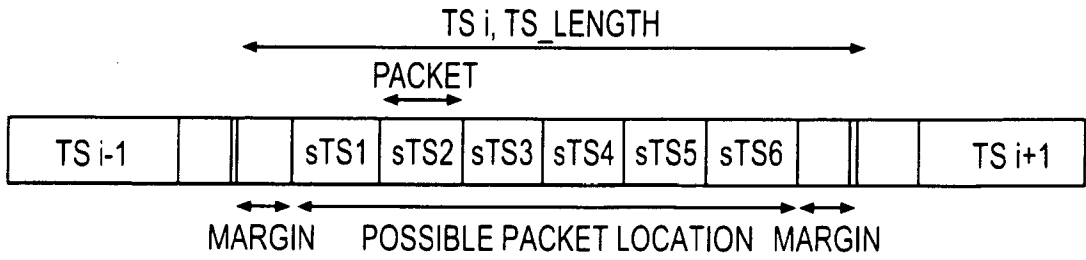 TS i, TS_LENGTH
PACKET
TS i-1 sTS1 sTS2 sTS3 sTS4 sTS5 sTS6 TS i+1
MARGIN POSSIBLE PACKET LOCATION MARGIN